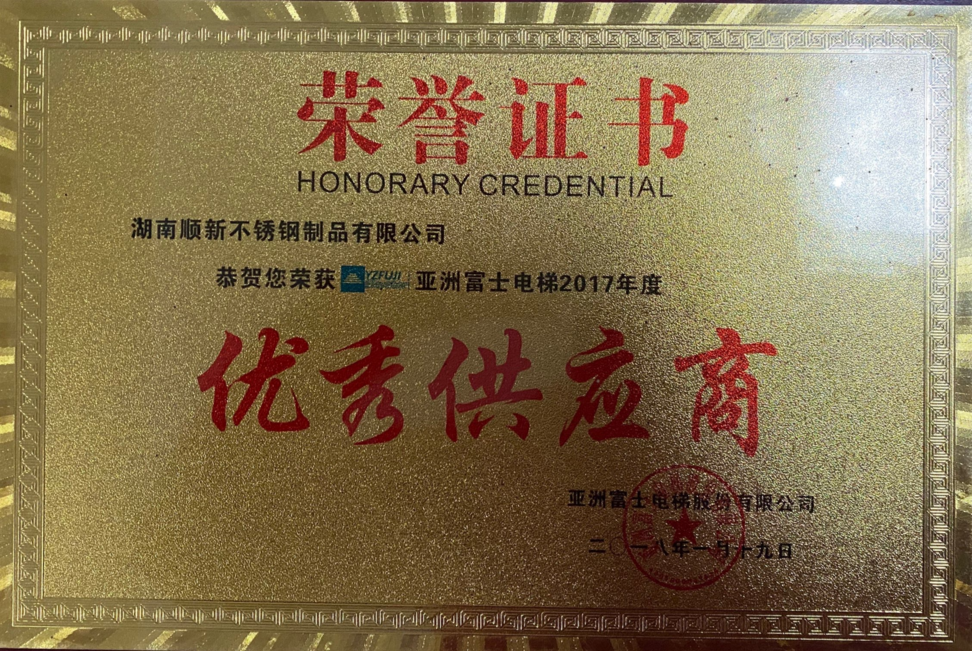 荣誉证书
HONORARY CREDENTIAL
湖南顺新不锈钢制品有限公司
恭贺您荣获 YZFUJI 亚洲富士电梯2017年度
优秀供应商
亚洲富士电梯股份有限公司
二〇一八年一月十九日